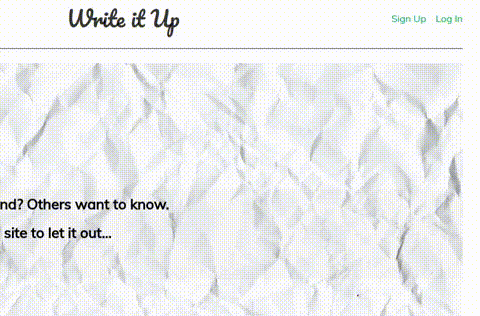 Write it Up
Sign Up Log In
nd? Others want to know.
site to let it out...